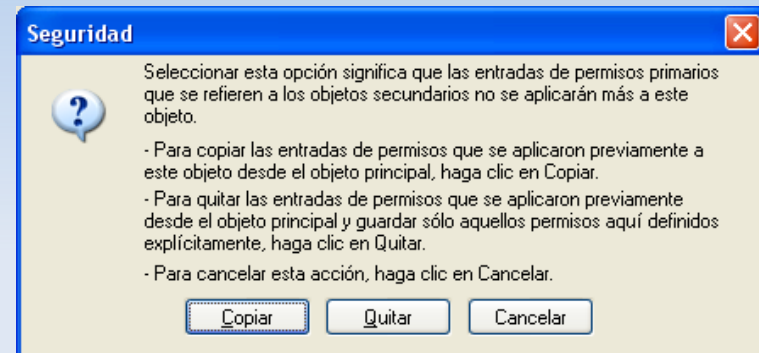 Seguridad
Seleccionar esta opción significa que las entradas de permisos primarios
que se refieren a los objetos secundarios no se aplicarán más a este
objeto.
- Para copiar las entradas de permisos que se aplicaron previamente a
este objeto desde el objeto principal, haga clic en Copiar.
- Para quitar las entradas de permisos que se aplicaron previamente
desde el objeto principal y guardar sólo aquellos permisos aquí definidos
explícitamente, haga clic en Quitar.
- Para cancelar esta acción, haga clic en Cancelar.
Copiar Quitar Cancelar